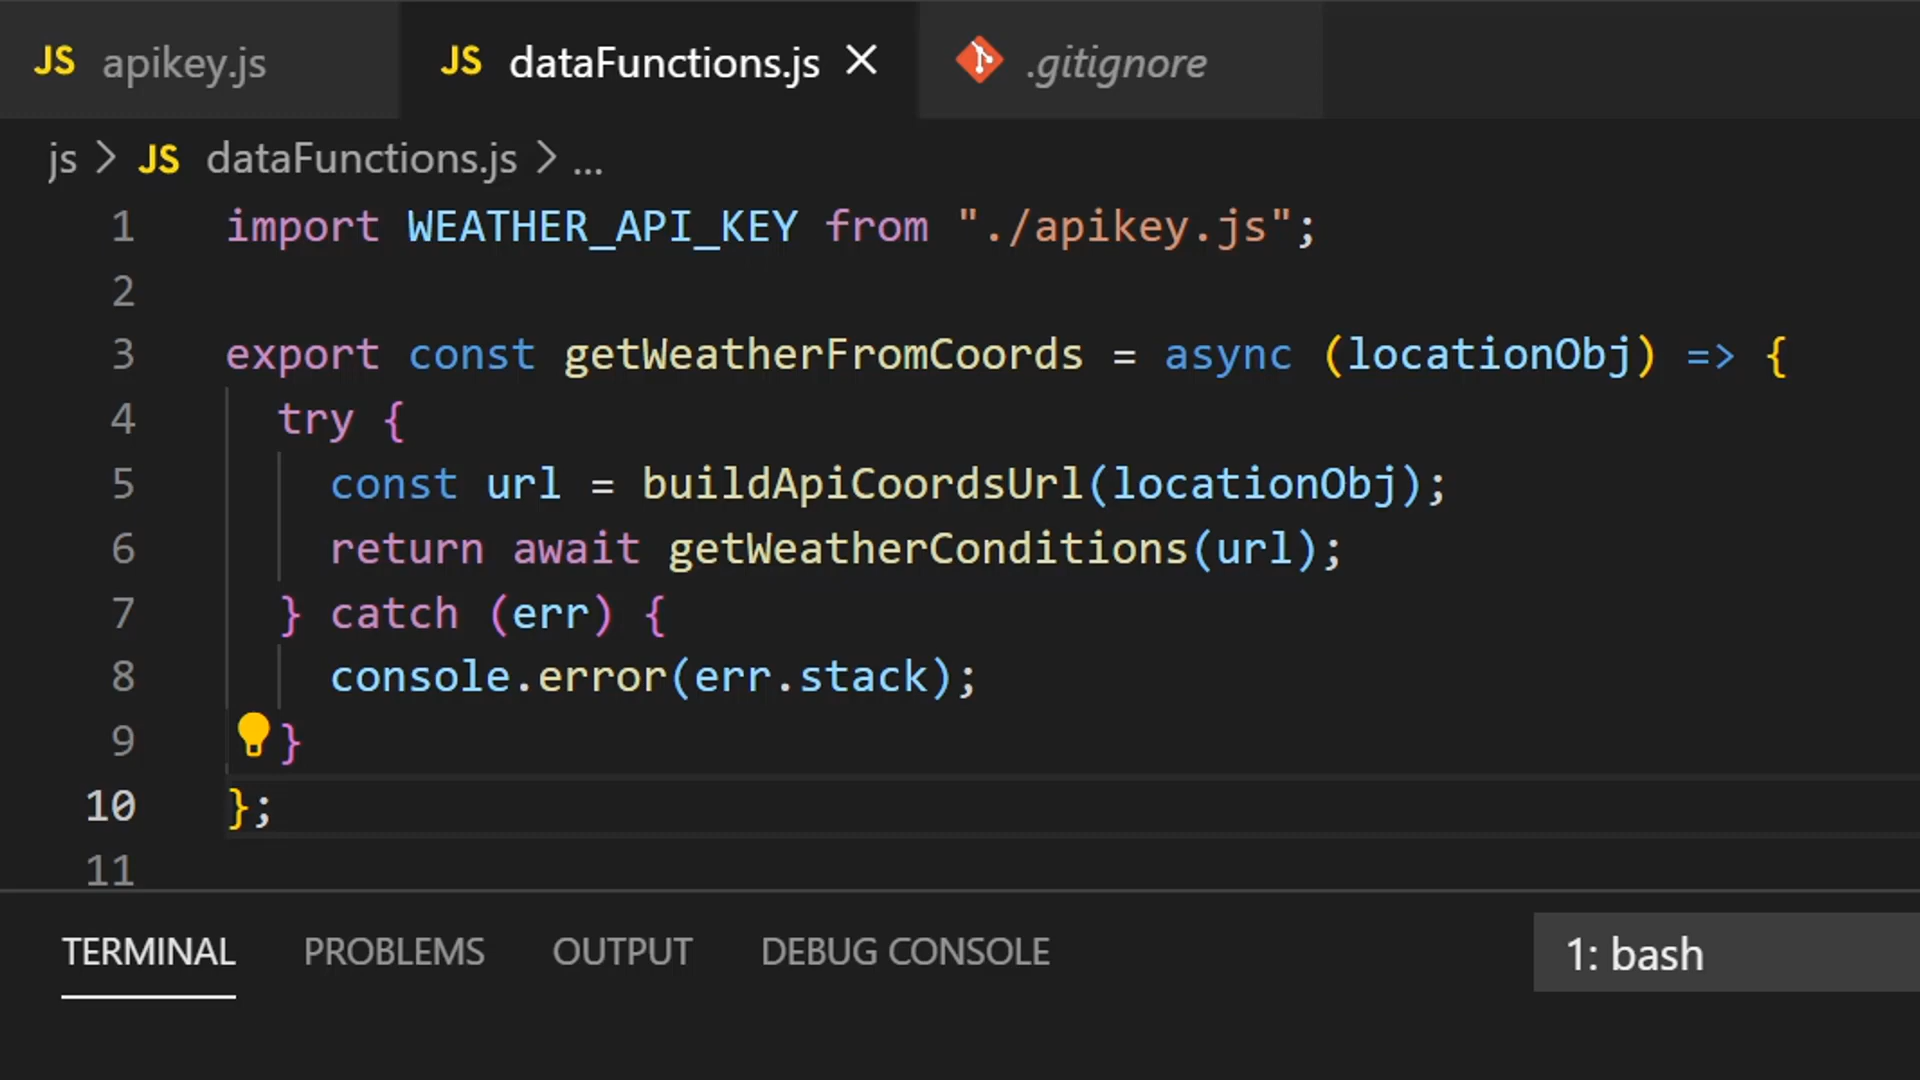 JS apikey.js JS dataFunctions.js .gitignore
js > JS dataFunctions.js > ...
1 import WEATHER_API_KEY from "./apikey.js";
2
3 export const getWeatherFromCoords = async (locationObj) => {
4 try {
5 const url = buildApiCoordsUrl(locationObj);
6 return await getWeatherConditions(url);
7 } catch (err) {
8 console.error(err.stack);
9 }
10 };
11
TERMINAL PROBLEMS OUTPUT DEBUG CONSOLE 1: bash